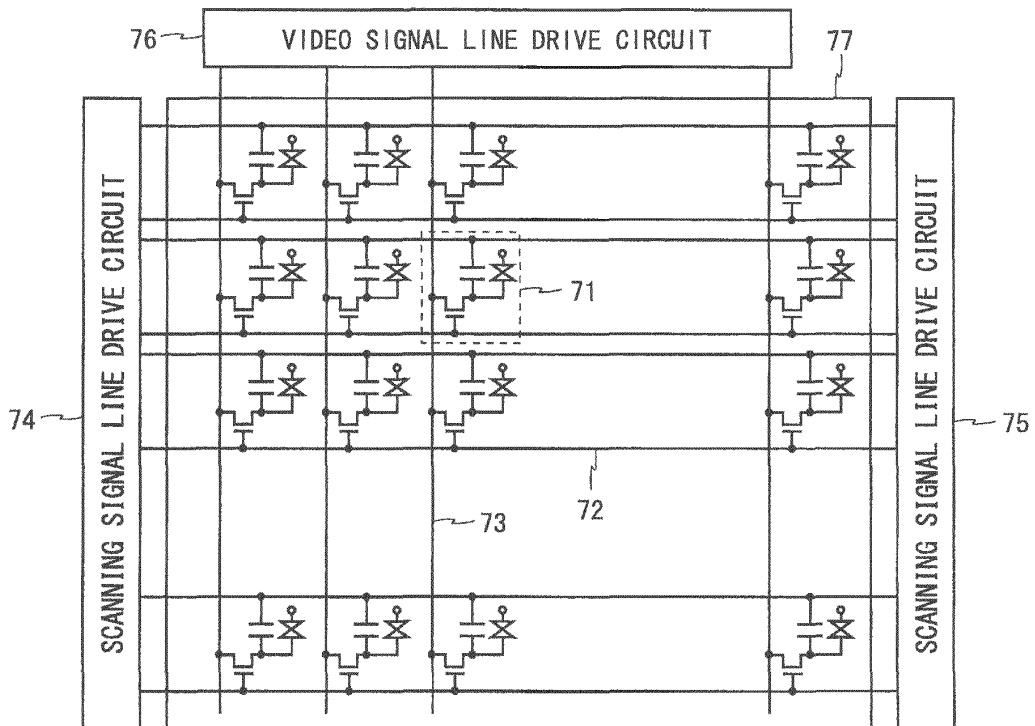 76
VIDEO SIGNAL LINE DRIVE CIRCUIT
77
SCANNING SIGNAL LINE DRIVE CIRCUIT
71
74
SCANNING SIGNAL LINE DRIVE CIRCUIT
75
72
73